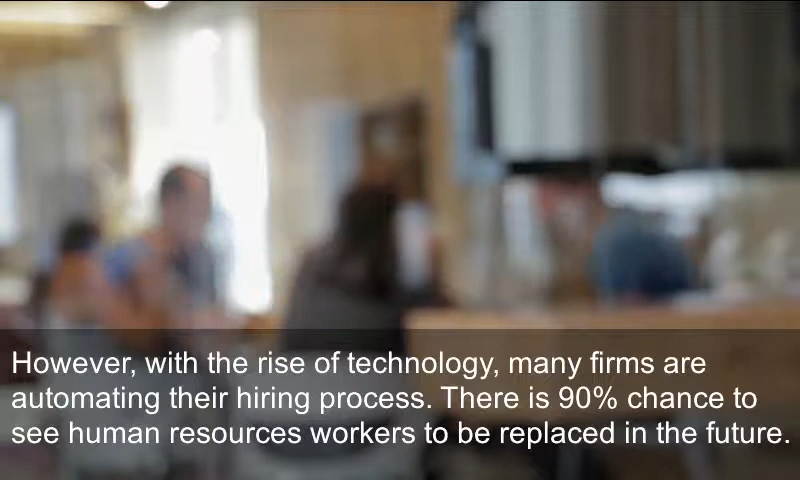 However, with the rise of technology, many firms are
automating their hiring process. There is 90% chance to
see human resources workers to be replaced in the future.